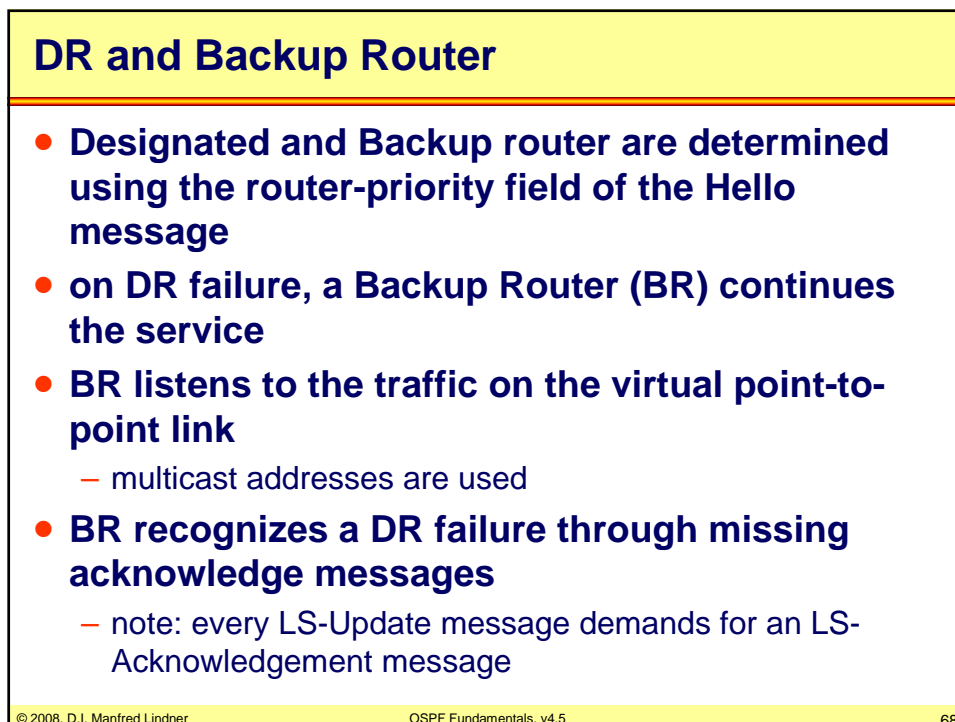 DR and Backup Router
• Designated and Backup router are determined
using the router-priority field of the Hello
message
• on DR failure, a Backup Router (BR) continues
the service
• BR listens to the traffic on the virtual point-to-
point link
– multicast addresses are used
• BR recognizes a DR failure through missing
acknowledge messages
– note: every LS-Update message demands for an LS-
Acknowledgement message
© 2008, D.I. Manfred Lindner
OSPF Fundamentals, v4.5
68